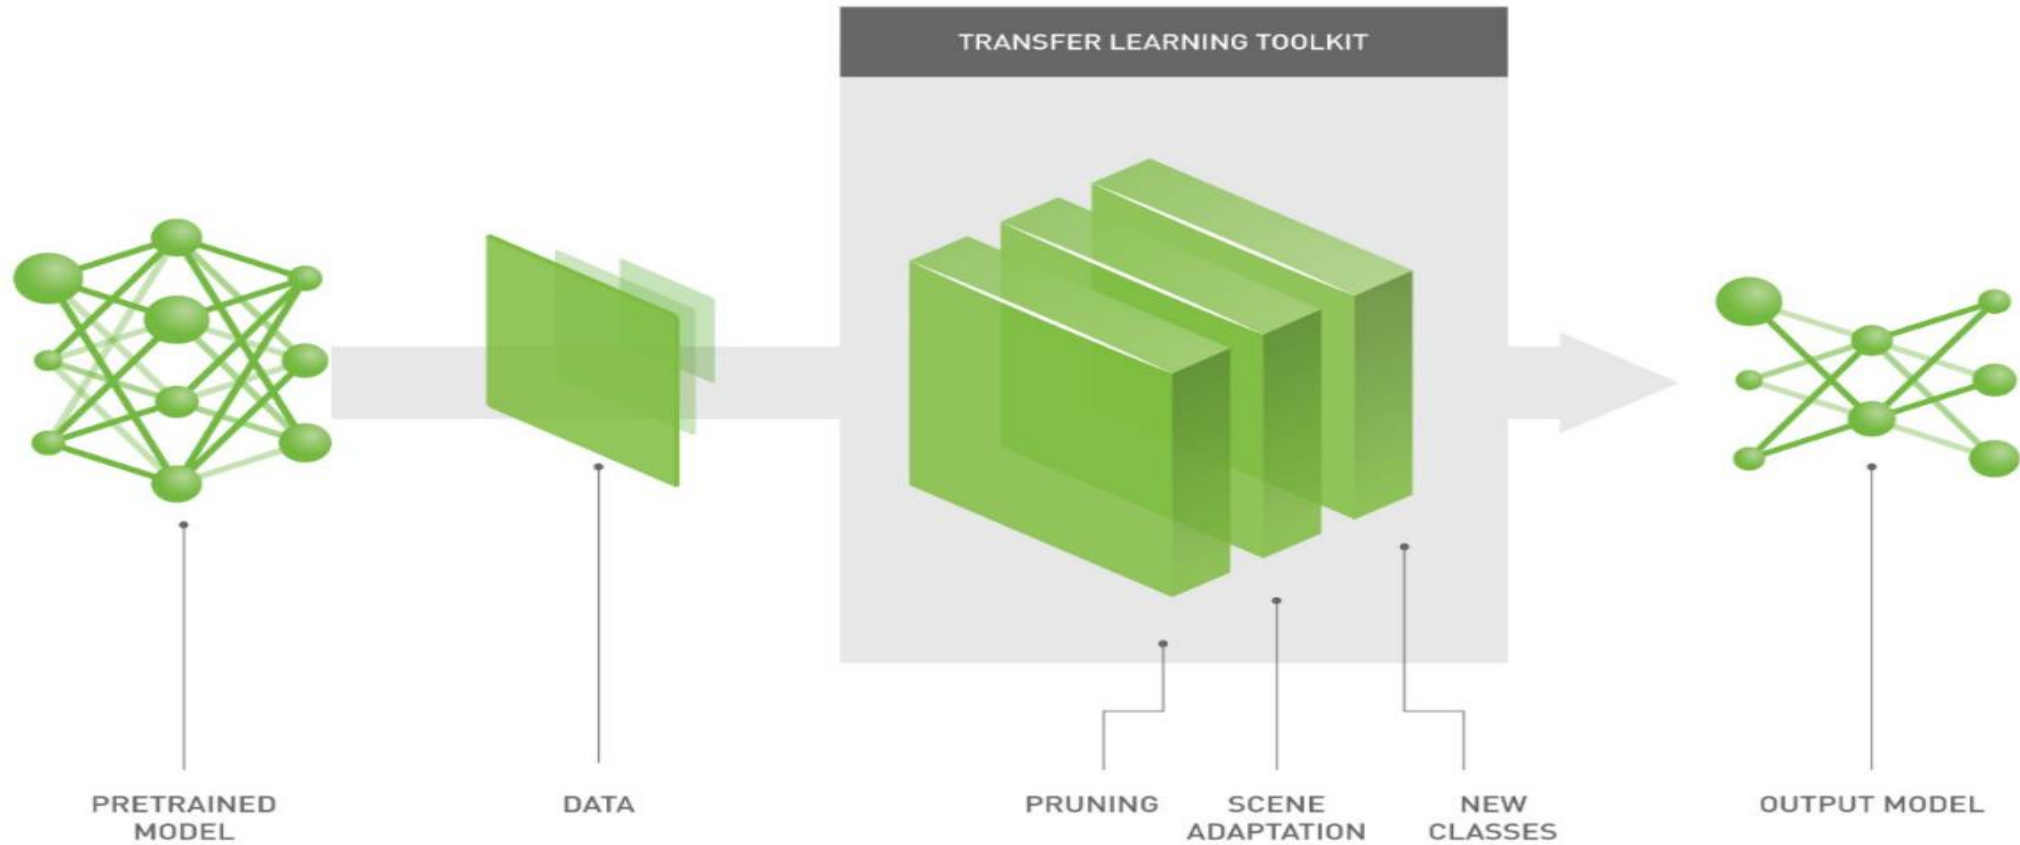 TRANSFER LEARNING TOOLKIT
PRETRAINED
MODEL
DATA
PRUNING
SCENE
ADAPTATION
NEW
CLASSES
OUTPUT MODEL